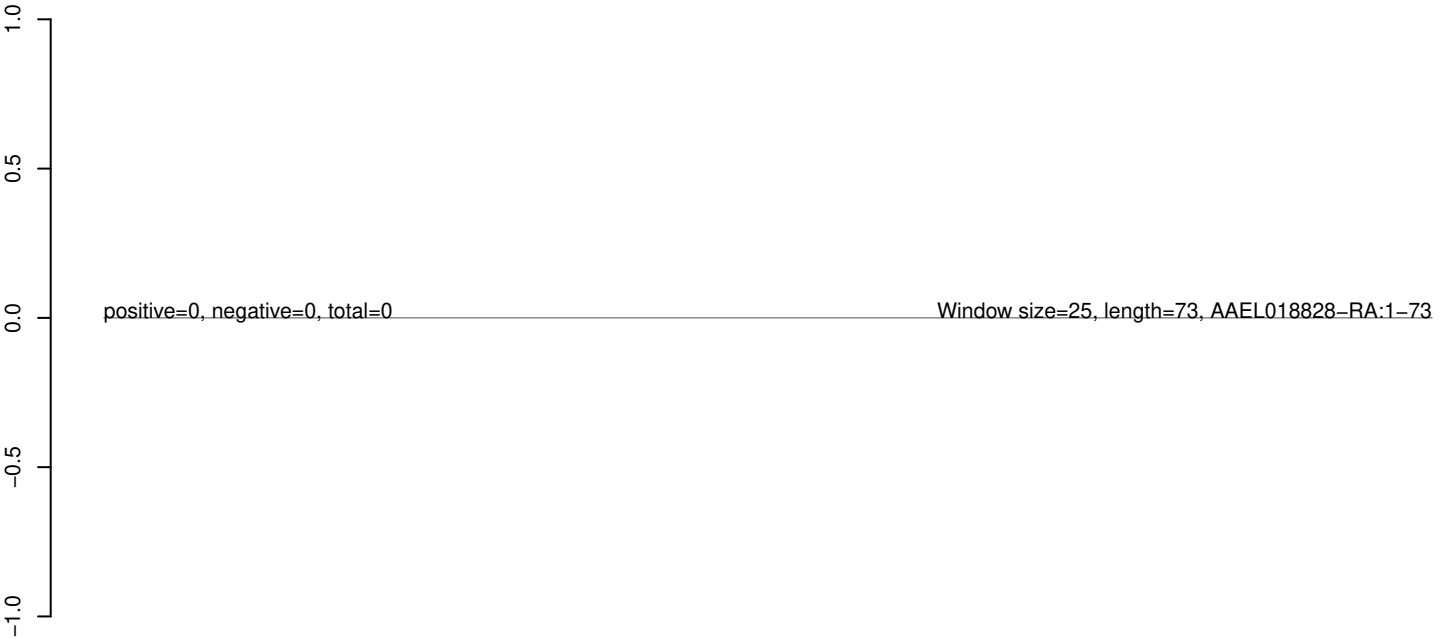 1.0
0.5
0.0
positive=0, negative=0, total=0
Window size=25, length=73, AAEL018828−RA:1−73
−0.5
−1.0